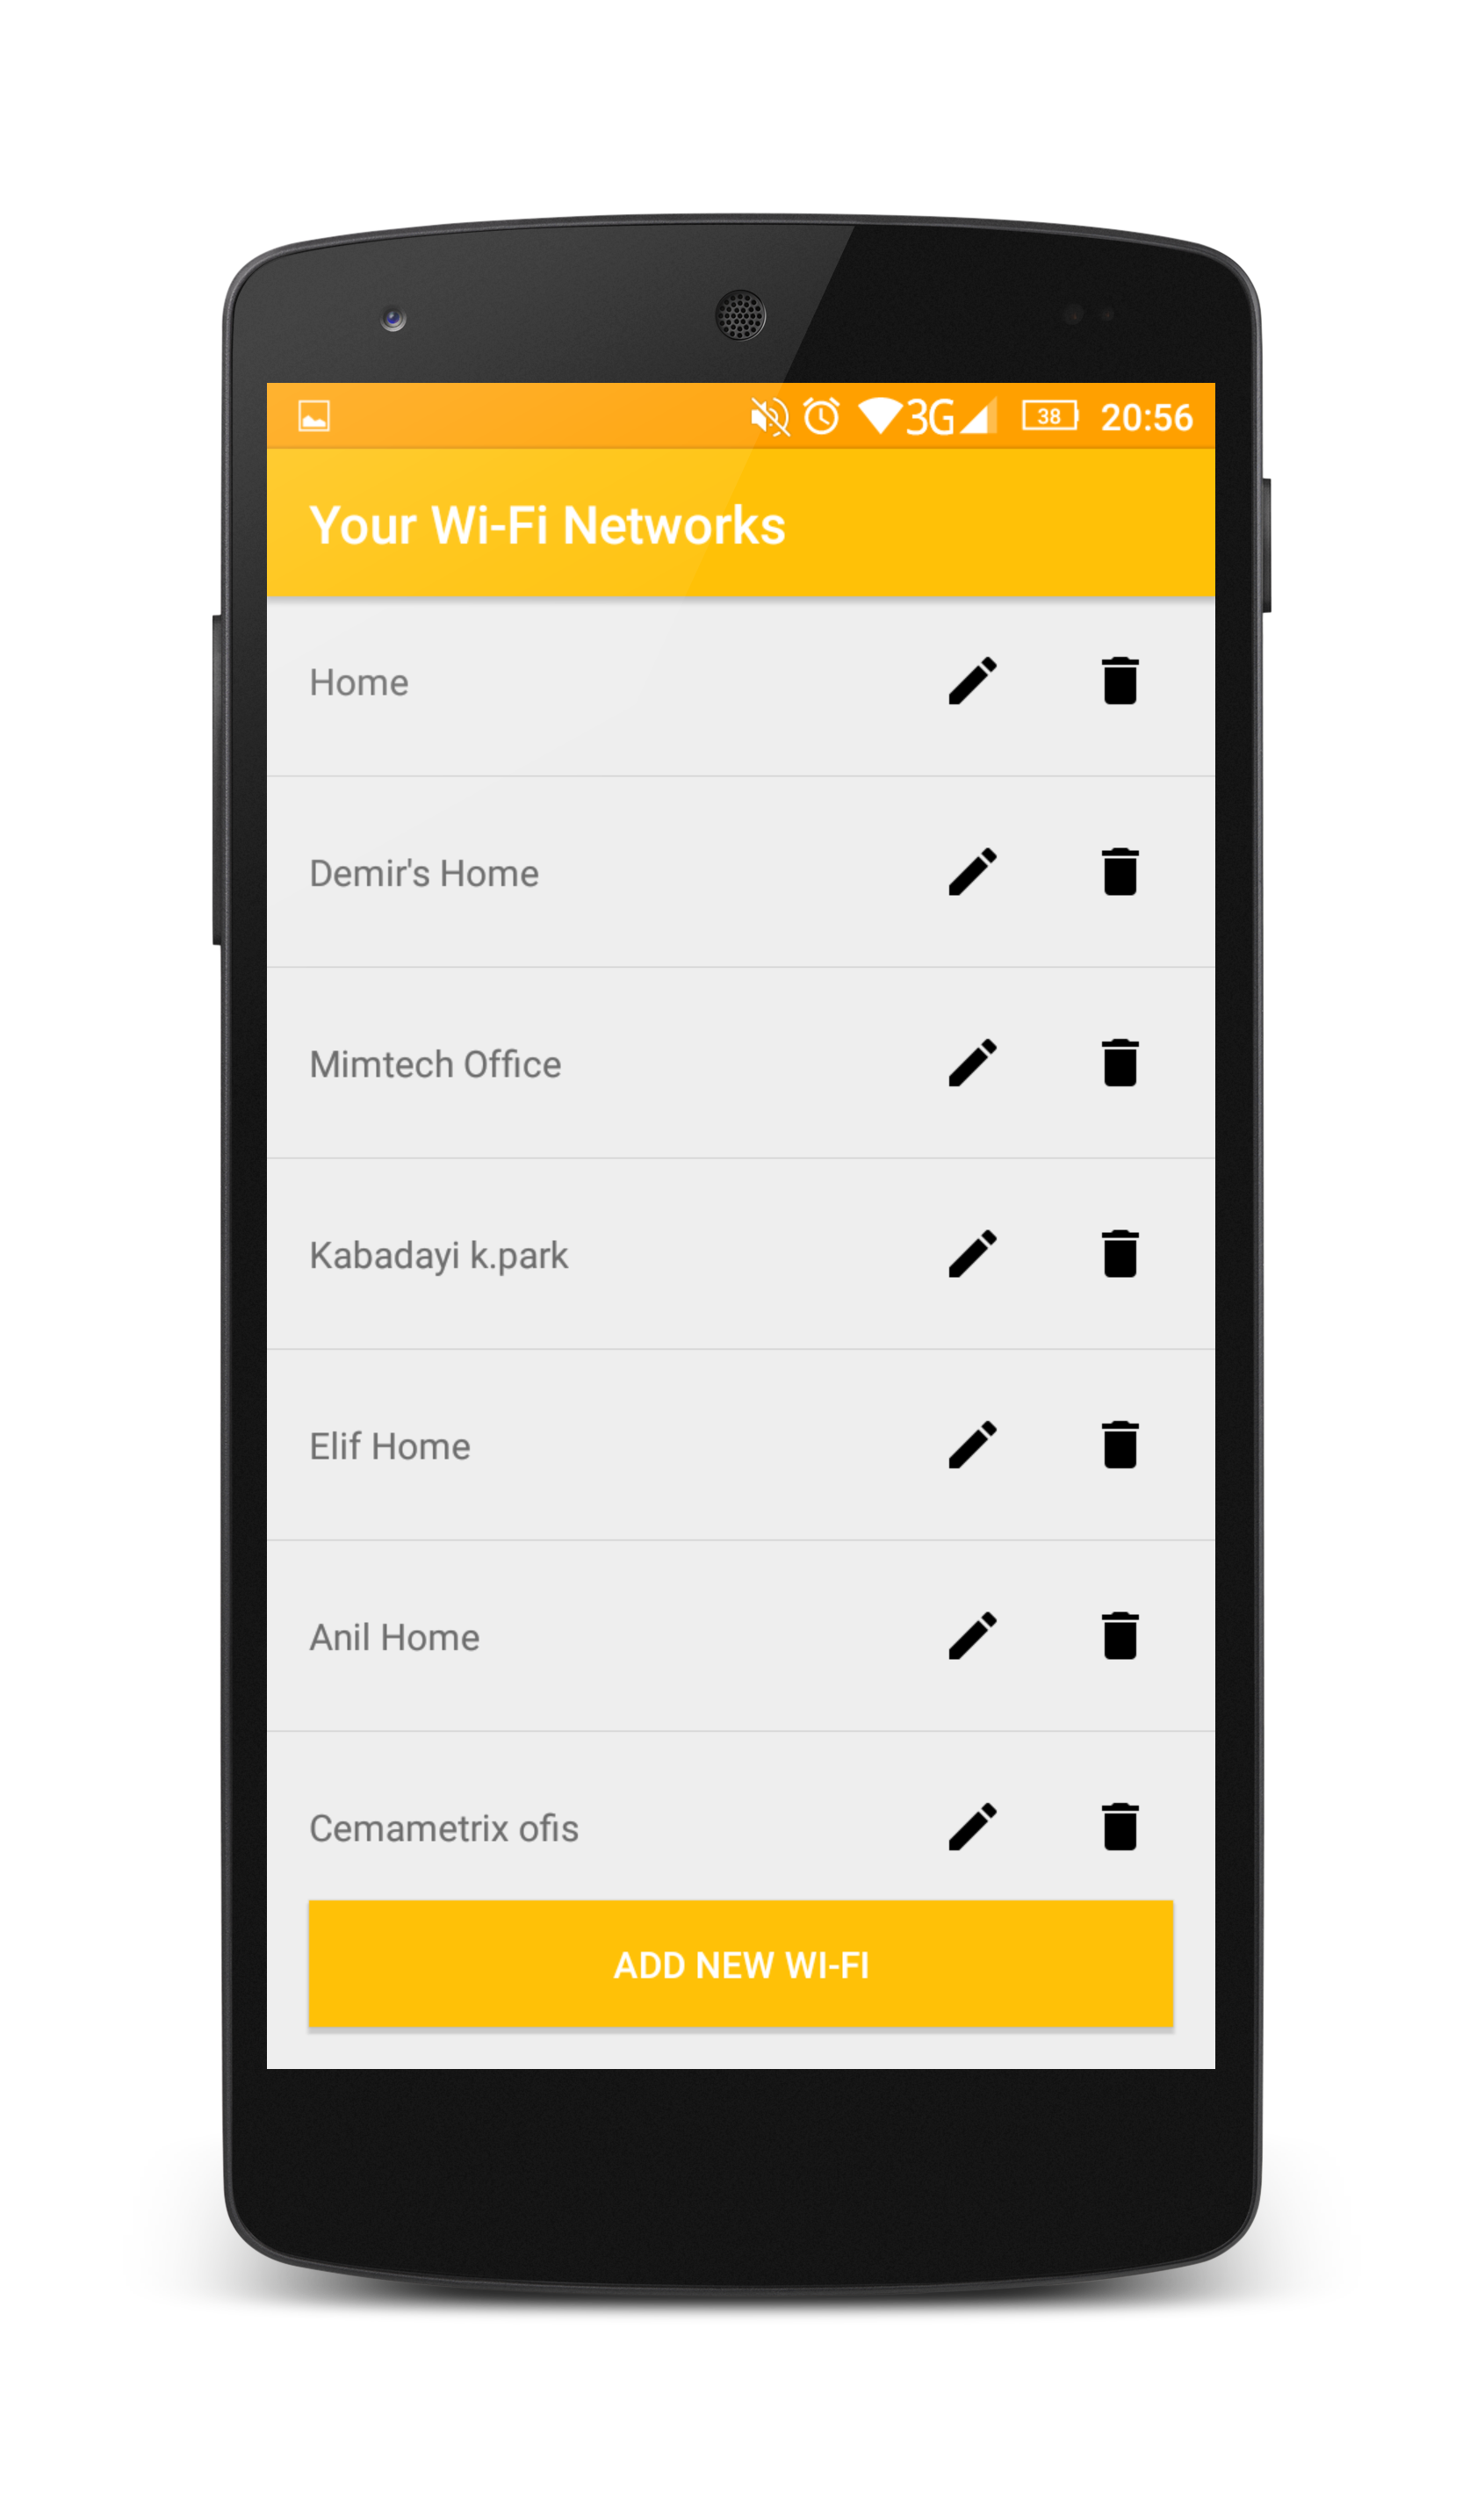 3G 38 20:56
Your Wi-Fi Networks
Home
Demir's Home
Mimtech Office
Kabadayi k.park
Elif Home
Anil Home
Cemametrix ofis
ADD NEW WI-FI